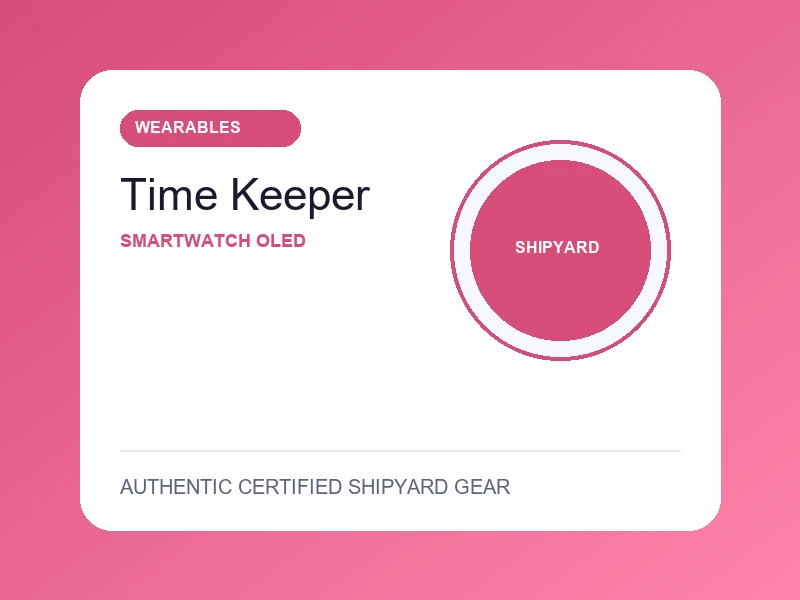 WEARABLES
Time Keeper
SMARTWATCH OLED
SHIPYARD
AUTHENTIC CERTIFIED SHIPYARD GEAR